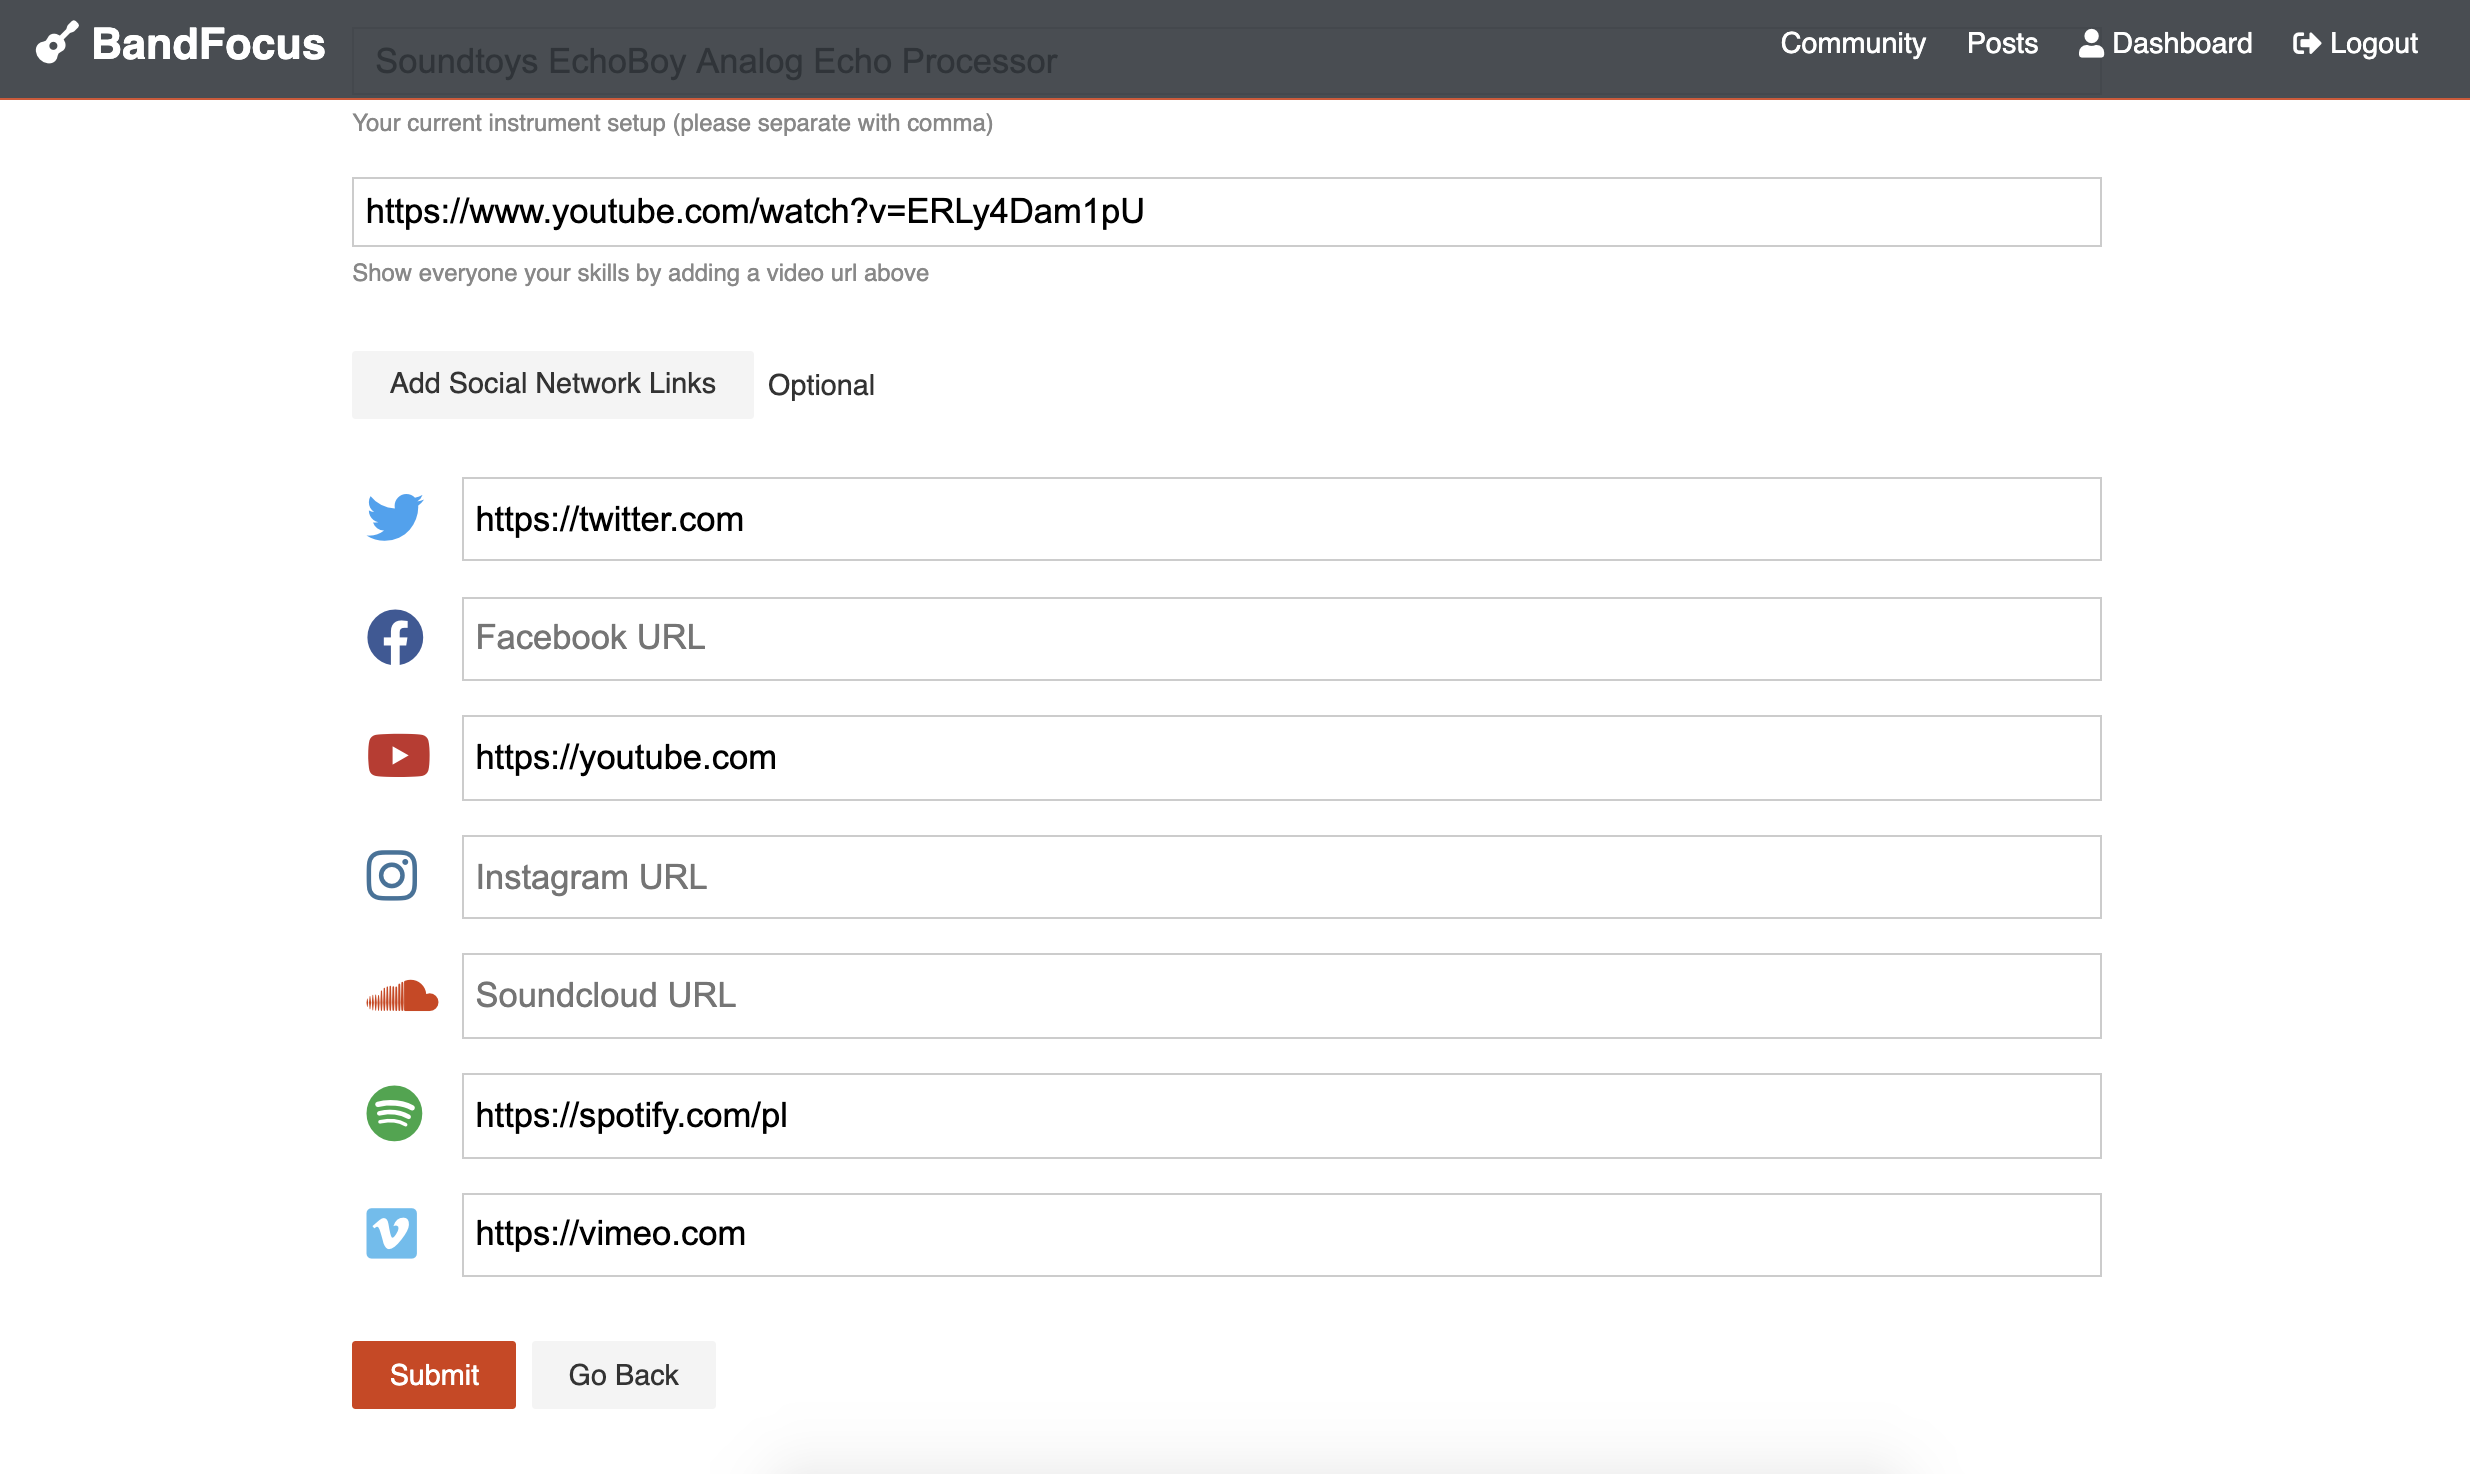 BandFocus
Community Posts Dashboard Logout
Soundtoys EchoBoy Analog Echo Processor
Your current instrument setup (please separate with comma)
https://www.youtube.com/watch?v=ERLy4Dam1pU
Show everyone your skills by adding a video url above
Add Social Network Links Optional
https://twitter.com
Facebook URL
https://youtube.com
Instagram URL
Soundcloud URL
https://spotify.com/pl
https://vimeo.com
Submit Go Back